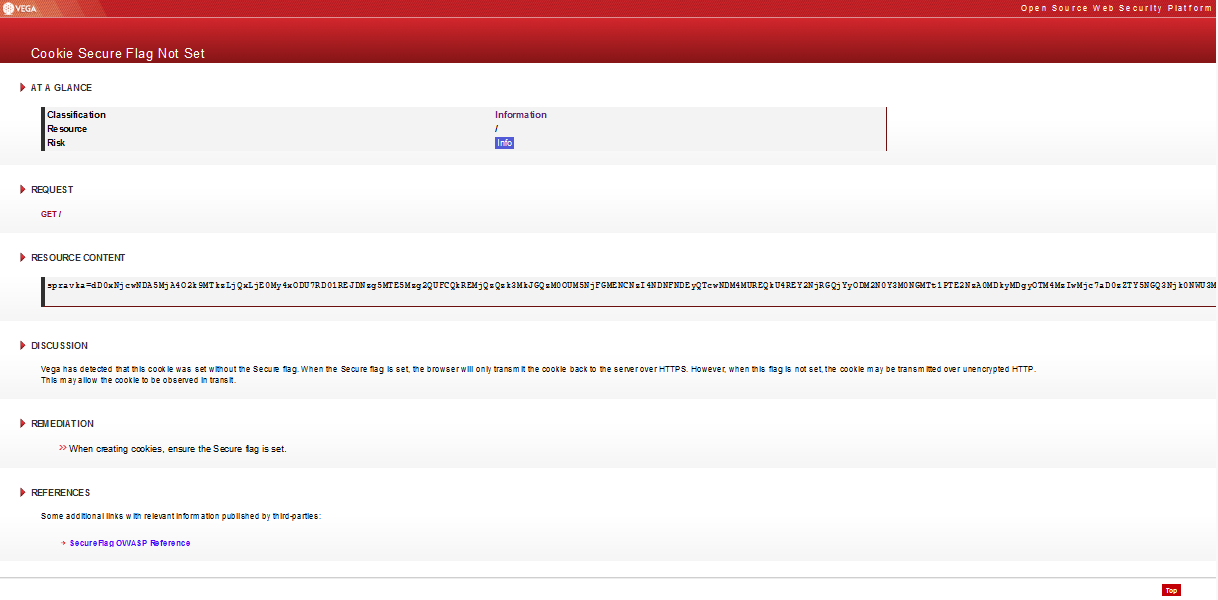 VEGA
Open Source Web Security Platform
Cookie Secure Flag Not Set
AT A GLANCE
Classification Information
Resource /
Risk Info
REQUEST
GET /
RESOURCE CONTENT
DISCUSSION
Vega has detected that this cookie was set without the Secure flag. When the Secure flag is set, the browser will only transmit the cookie back to the server over HTTPS. However, when this flag is not set, the cookie may be transmitted over unencrypted HTTP.
This may allow the cookie to be observed in transit.
REMEDIATION
>> When creating cookies, ensure the Secure flag is set.
REFERENCES
Some additional links with relevant information published by third-parties:
SecureFlag OWASP Reference
Top